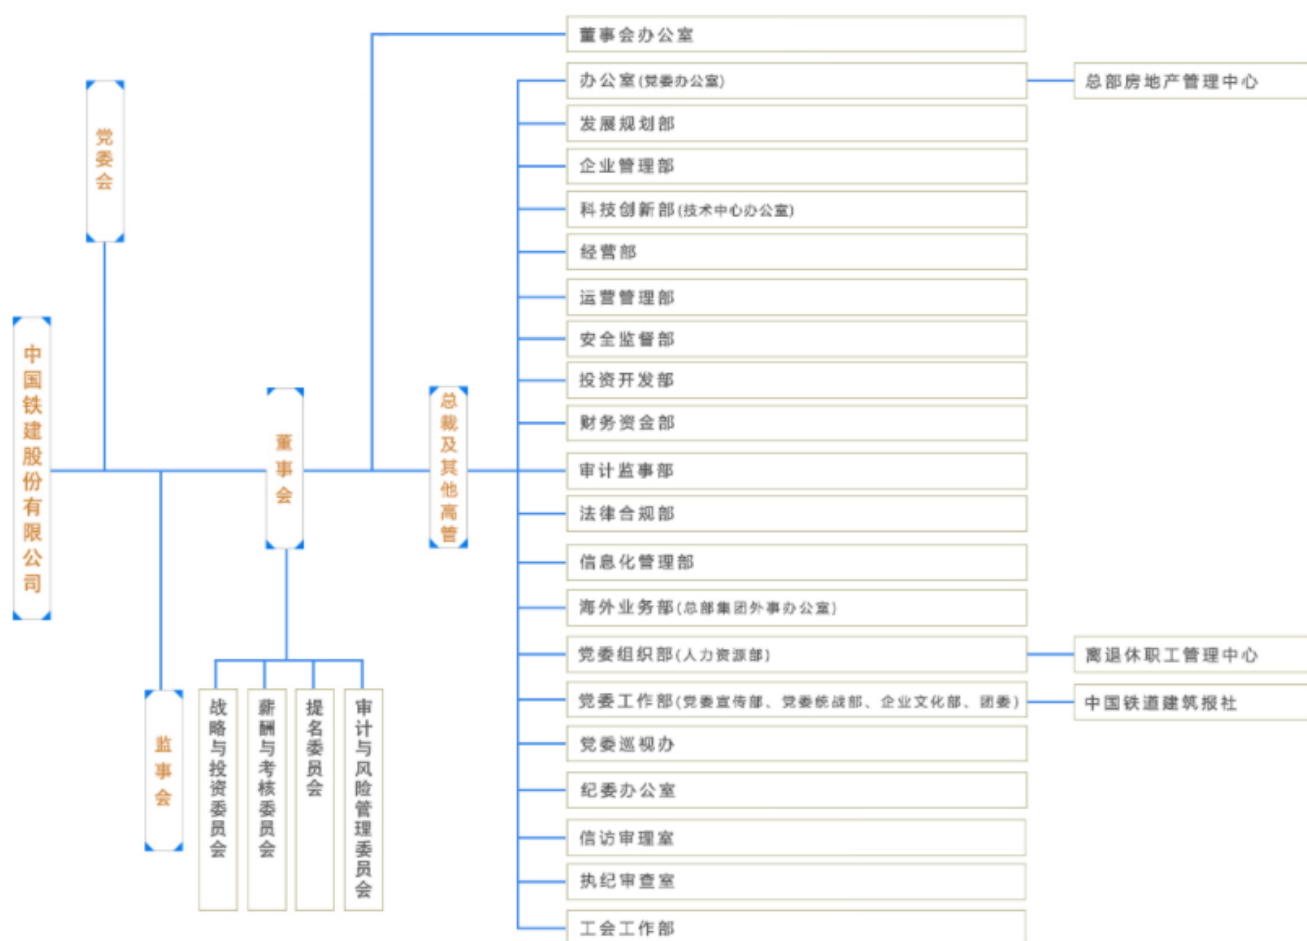 中国铁建股份有限公司
党委会
监事会
董事会
战略与投资委员会
薪酬与考核委员会
提名委员会
审计与风险管理委员会
总裁及其他高管
董事会办公室
办公室(党委办公室)
总部房地产管理中心
发展规划部
企业管理部
科技创新部(技术中心办公室)
经营部
运营管理部
安全监督部
投资开发部
财务资金部
审计监事部
法律合规部
信息化管理部
海外业务部(总部集团外事办公室)
党委组织部(人力资源部)
离退休职工管理中心
党委工作部(党委宣传部、党委统战部、企业文化部、团委)
中国铁道建筑报社
党委巡视办
纪委办公室
信访审理室
执纪审查室
工会工作部